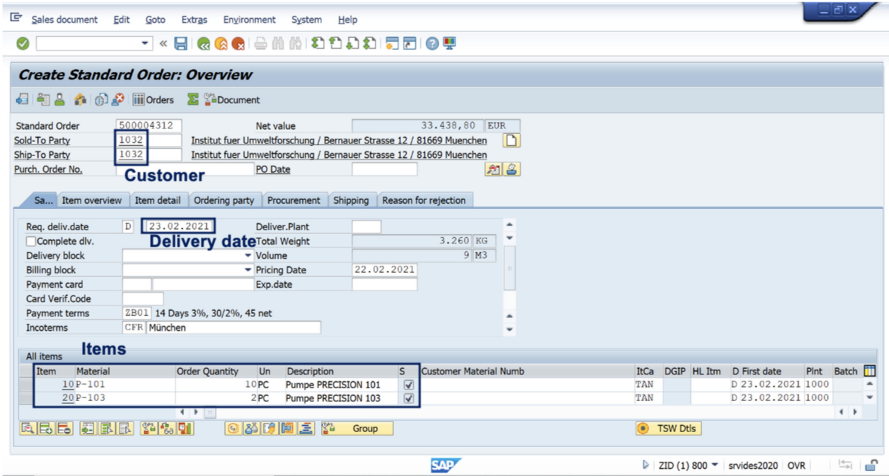 Sales document Edit Goto Extras Environment System Help
Create Standard Order: Overview
Orders Document
Standard Order 500004312 Net value 33.438,80 EUR
Sold-To Party 1032 Institut fuer Umweltforschung / Bernauer Strasse 12 / 81669 Muenchen
Ship-To Party 1032 Institut fuer Umweltforschung / Bernauer Strasse 12 / 81669 Muenchen
Purch. Order No. PO Date
Customer
Sa... Item overview Item detail Ordering party Procurement Shipping Reason for rejection
Req. deliv.date D 23.02.2021 Deliver.Plant
Complete dlv. Delivery date Total Weight 3.260 KG
Delivery block Volume 9 M3
Billing block Pricing Date 22.02.2021
Payment card Exp.date
Card Verif.Code
Payment terms ZB01 14 Days 3%, 30/2%, 45 net
Incoterms CFR München
Items
All items
Item Material Order Quantity Un Description S Customer Material Numb ItCa DGIP HL Itm D First date Plnt Batch
10 P-101 10 PC Pumpe PRECISION 101 TAN D 23.02.2021 1000
20 P-103 2 PC Pumpe PRECISION 103 TAN D 23.02.2021 1000
Group TSW Dtls
SAP ZID (1) 800 srvides2020 OVR